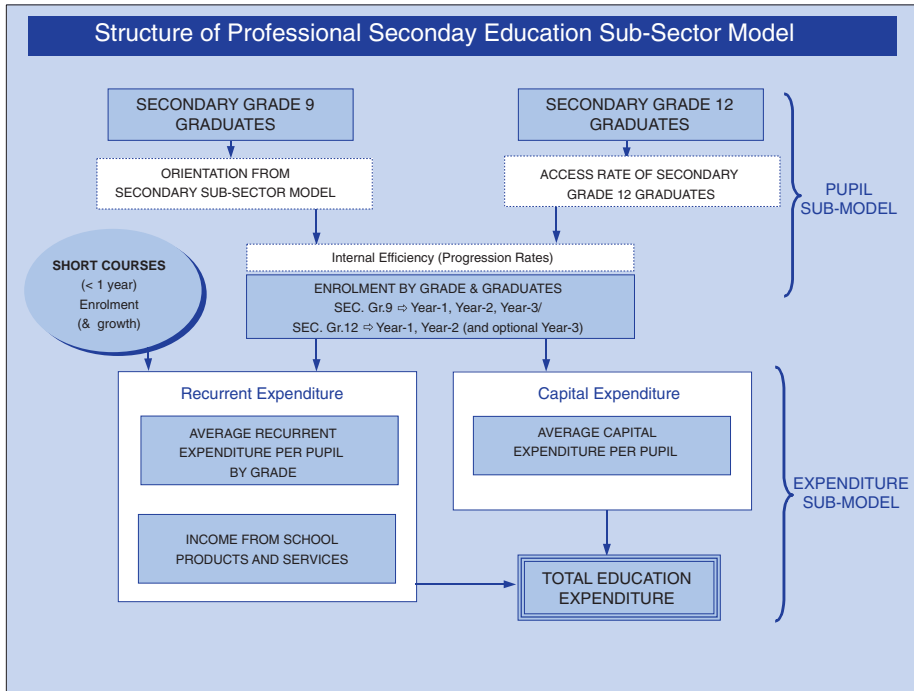 Structure of Professional Seconday Education Sub-Sector Model
SECONDARY GRADE 9
GRADUATES
SECONDARY GRADE 12
GRADUATES
ORIENTATION FROM
SECONDARY SUB-SECTOR MODEL
ACCESS RATE OF SECONDARY
GRADE 12 GRADUATES
PUPIL
SUB-MODEL
Internal Efficiency (Progression Rates)
SHORT COURSES
(< 1 year)
Enrolment
(& growth)
ENROLMENT BY GRADE & GRADUATES
SEC. Gr.9 ⇨ Year-1, Year-2, Year-3/
SEC. Gr.12 ⇨ Year-1, Year-2 (and optional Year-3)
Recurrent Expenditure
AVERAGE RECURRENT
EXPENDITURE PER PUPIL
BY GRADE
INCOME FROM SCHOOL
PRODUCTS AND SERVICES
Capital Expenditure
AVERAGE CAPITAL
EXPENDITURE PER PUPIL
EXPENDITURE
SUB-MODEL
TOTAL EDUCATION
EXPENDITURE